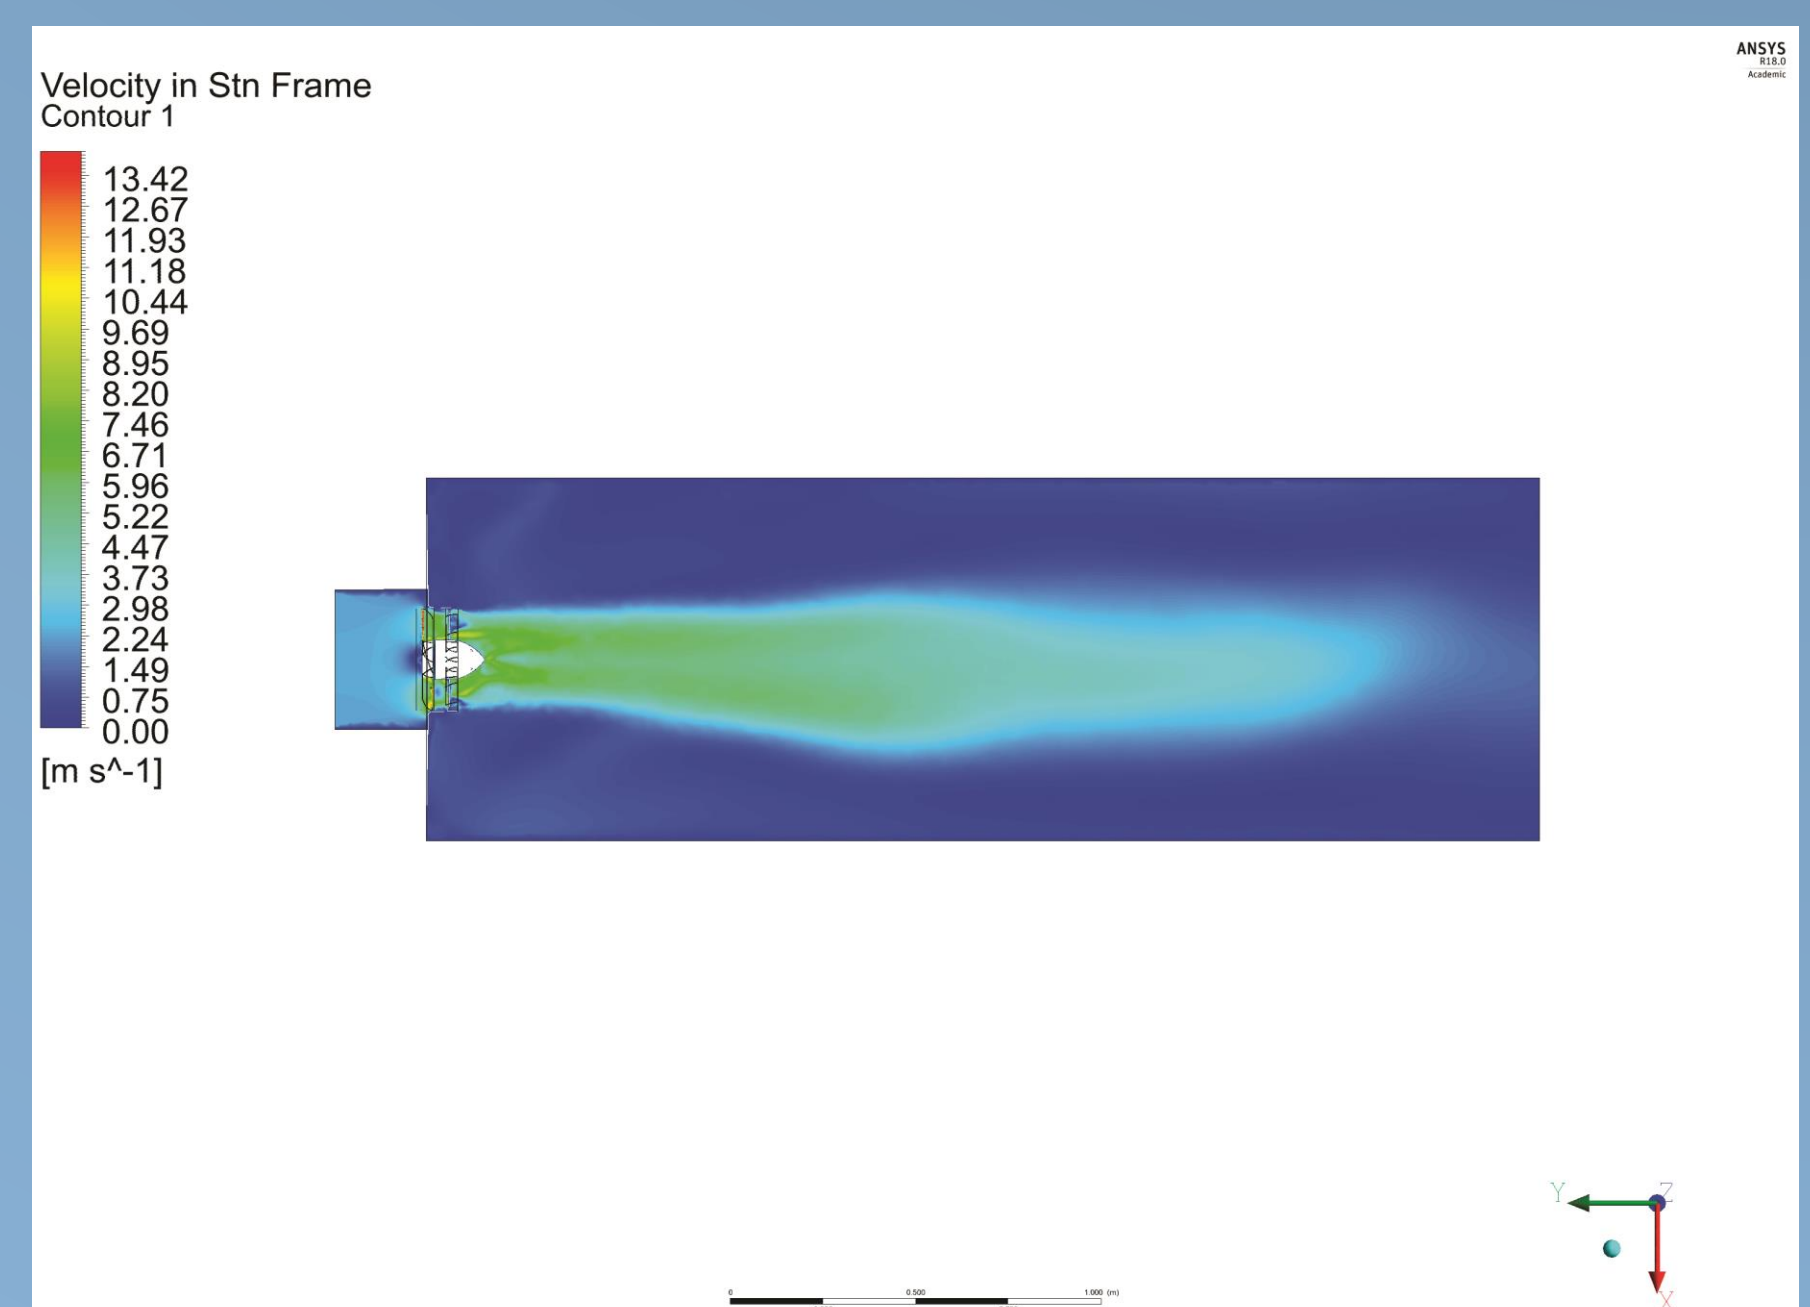 ANSYS
R18.0
Academic
Velocity in Stn Frame
Contour 1
13.42
12.67
11.93
11.18
10.44
9.69
8.95
8.20
7.46
6.71
5.96
5.22
4.47
3.73
2.98
2.24
1.49
0.75
0.00
[m s^-1]
Y
Z
X
0 0.500 1.000 (m)